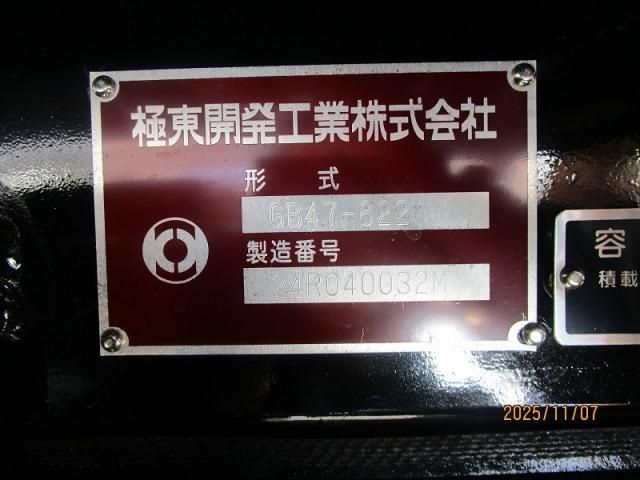 極東開発工業株式会社
形 式
GB47-822
製造番号
24R040032M
容
積載
2025/11/07